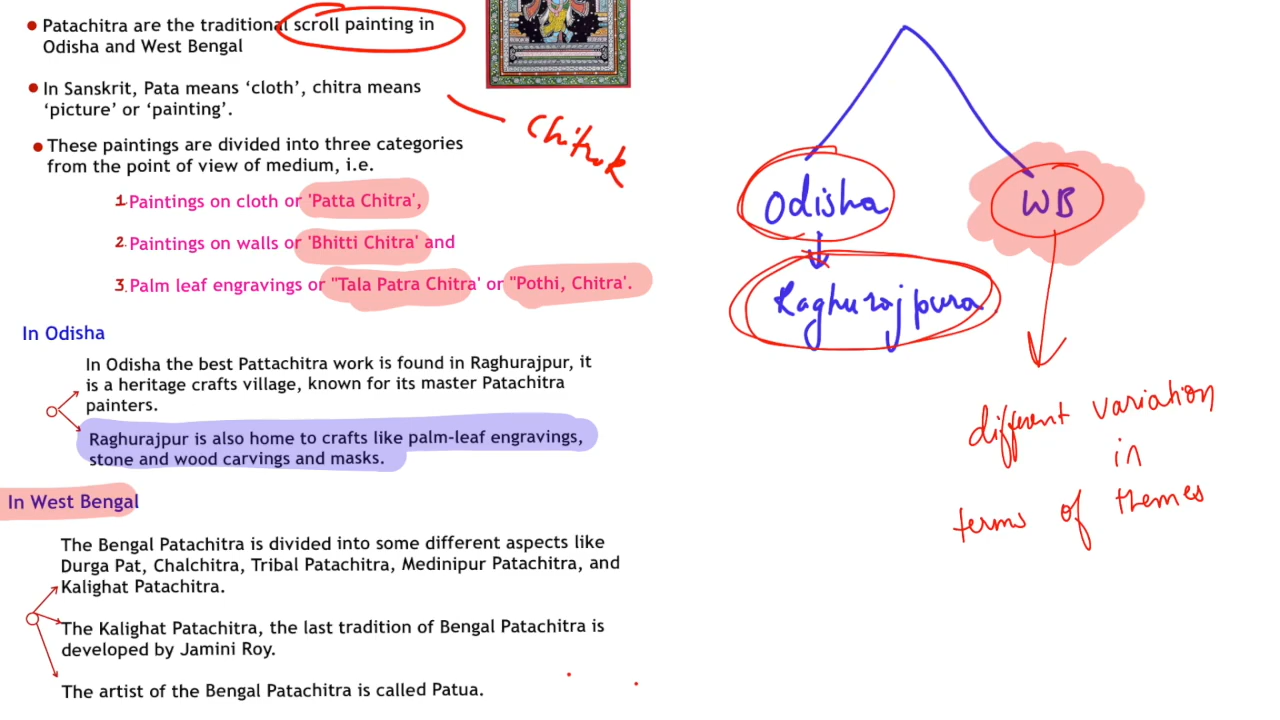 Patachitra are the traditional scroll painting in
Odisha and West Bengal
In Sanskrit, Pata means ‘cloth’, chitra means
‘picture’ or ‘painting’.
Chitrak
These paintings are divided into three categories
from the point of view of medium, i.e.
1. Paintings on cloth or 'Patta Chitra',
2. Paintings on walls or 'Bhitti Chitra' and
3. Palm leaf engravings or "Tala Patra Chitra' or "Pothi, Chitra'.
In Odisha
In Odisha the best Pattachitra work is found in Raghurajpur, it
is a heritage crafts village, known for its master Patachitra
painters.
Raghurajpur is also home to crafts like palm-leaf engravings,
stone and wood carvings and masks.
In West Bengal
The Bengal Patachitra is divided into some different aspects like
Durga Pat, Chalchitra, Tribal Patachitra, Medinipur Patachitra, and
Kalighat Patachitra.
The Kalighat Patachitra, the last tradition of Bengal Patachitra is
developed by Jamini Roy.
The artist of the Bengal Patachitra is called Patua.
Odisha
WB
Raghurajpura
different variation
in
terms of themes